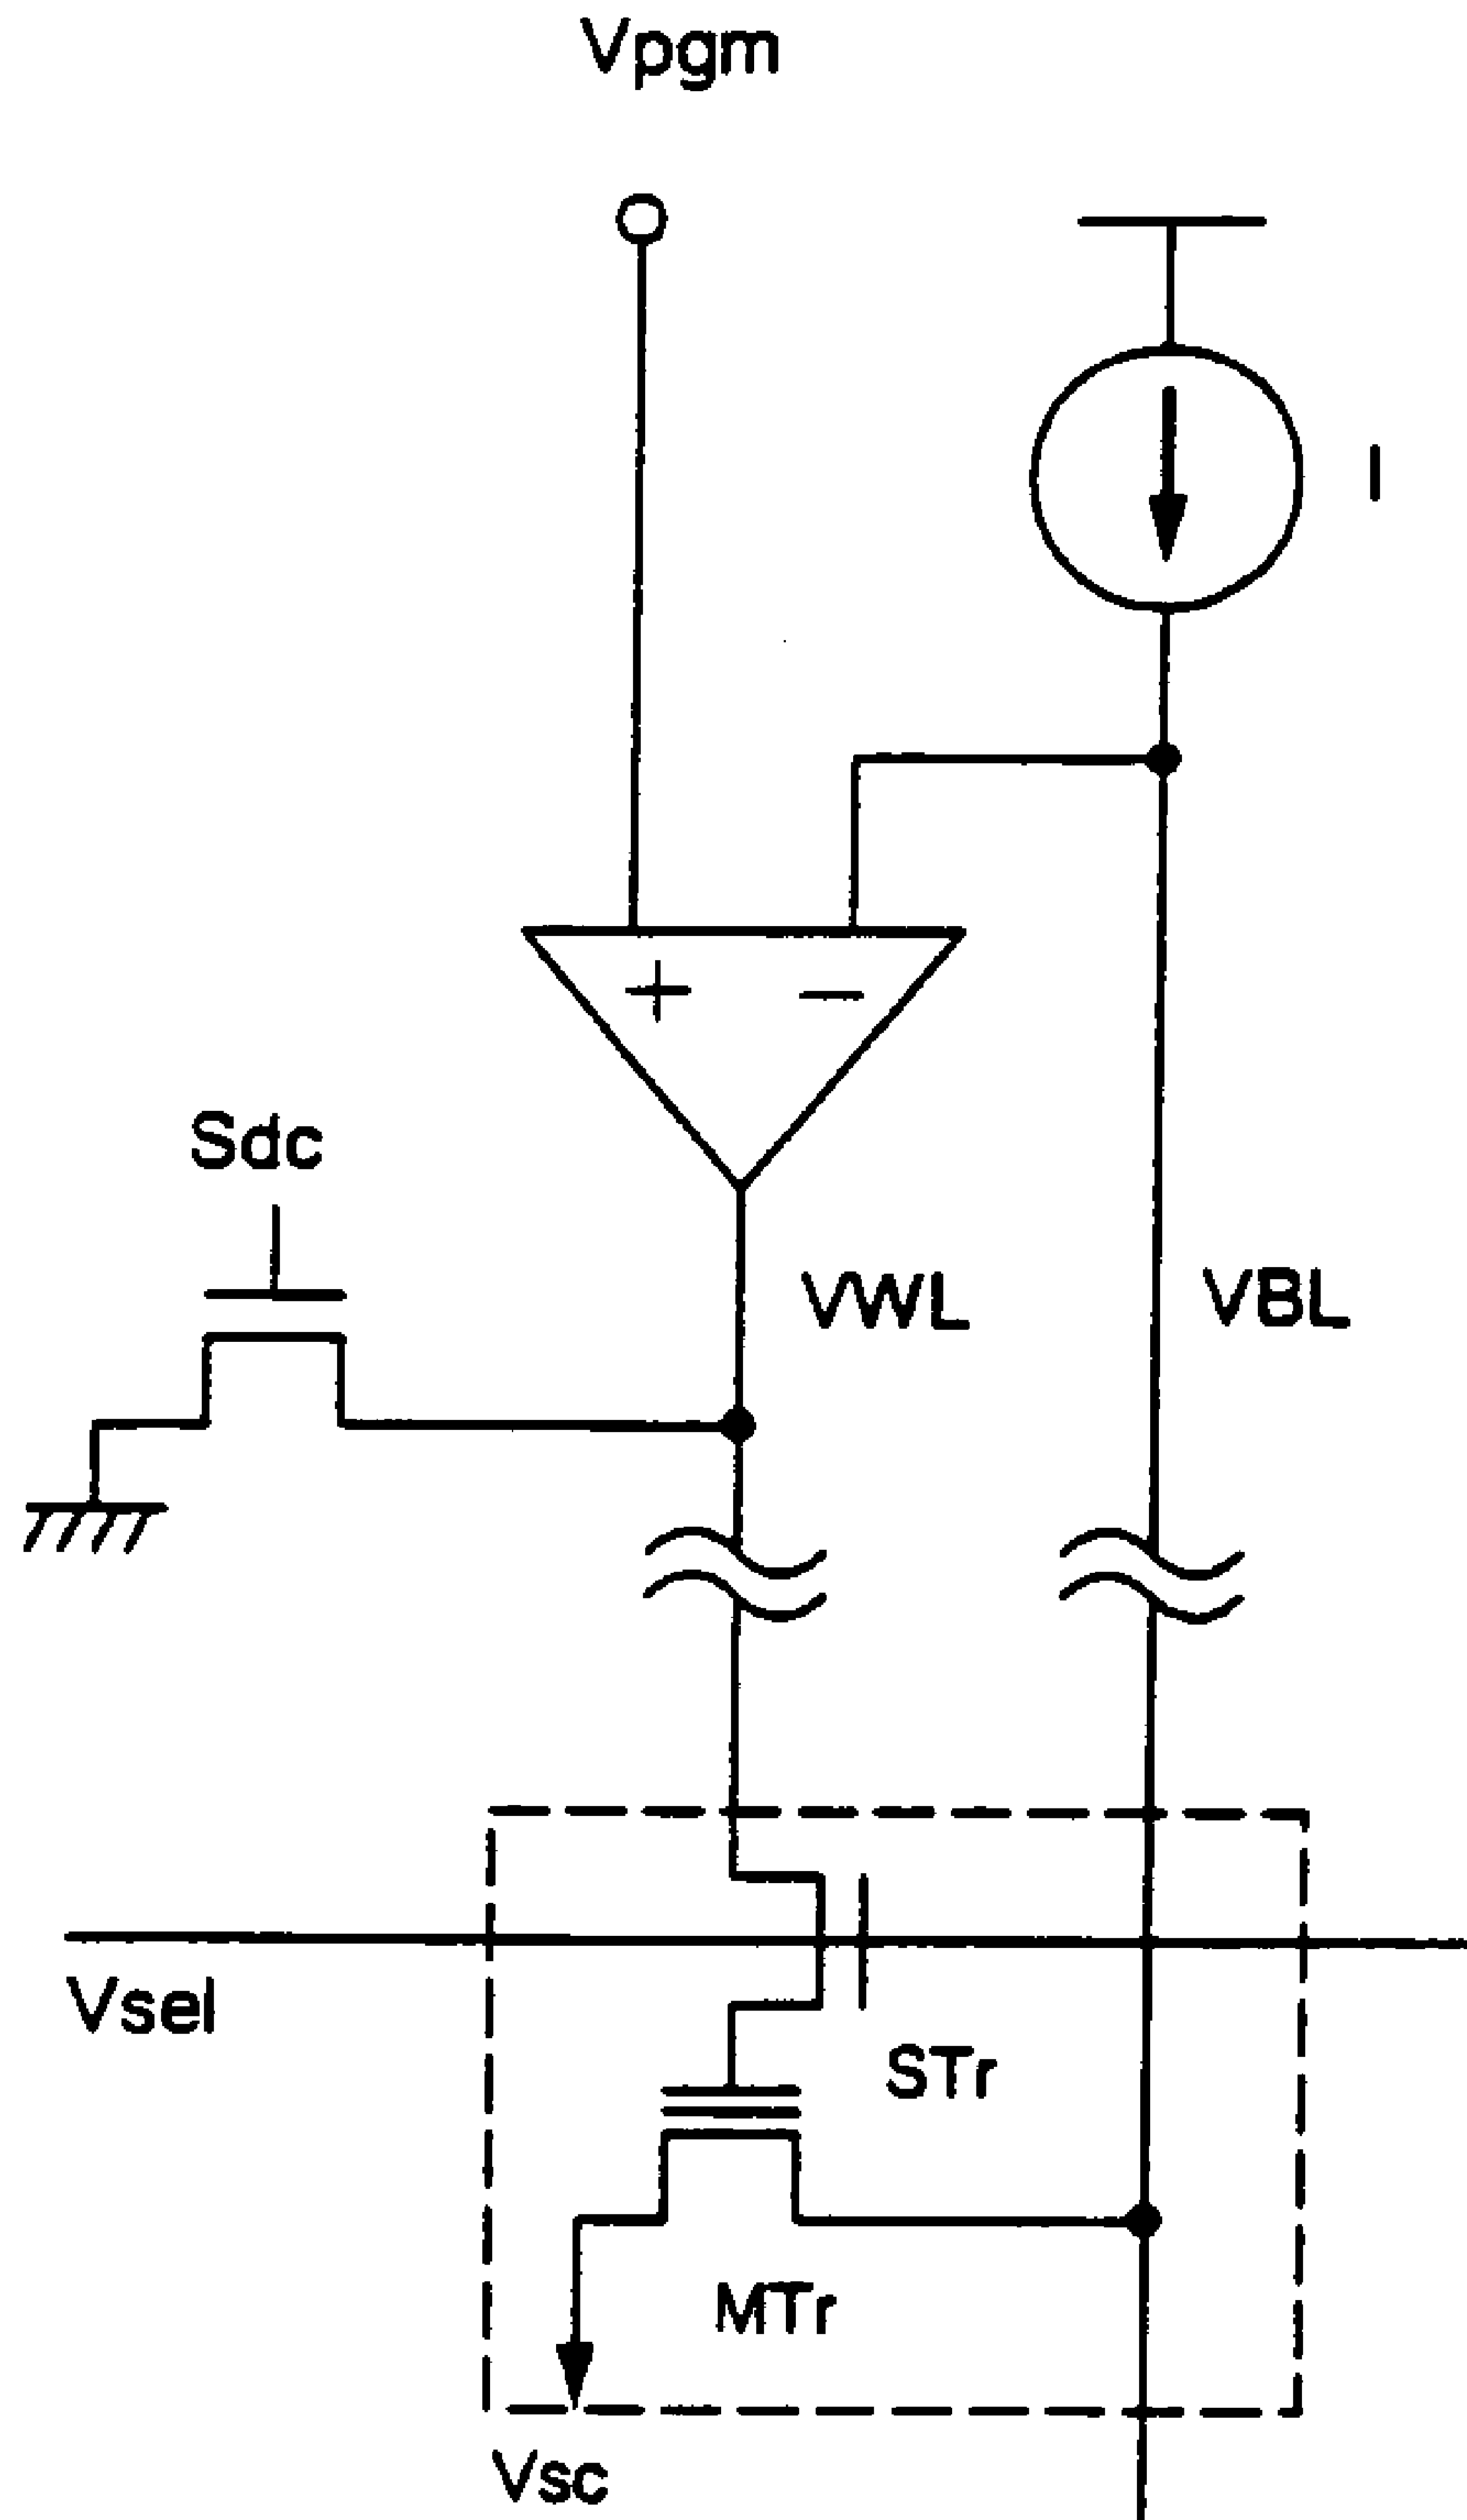 Vpgm
I
+ −
Sdc
VWL
VBL
Vsel
STr
MTr
Vsc